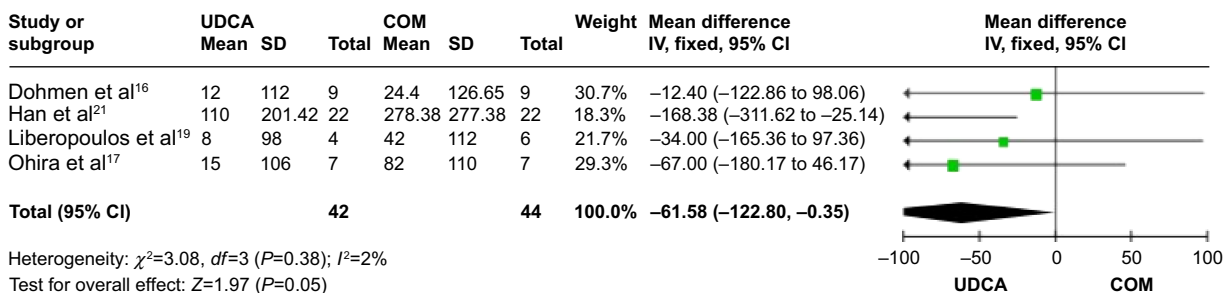 Study or subgroup UDCA COM Weight Mean difference IV, fixed, 95% CI Mean difference IV, fixed, 95% CI
Mean SD Total Mean SD Total
Dohmen et al16 12 112 9 24.4 126.65 9 30.7% −12.40 (−122.86 to 98.06)
Han et al21 110 201.42 22 278.38 277.38 22 18.3% −168.38 (−311.62 to −25.14)
Liberopoulos et al19 8 98 4 42 112 6 21.7% −34.00 (−165.36 to 97.36)
Ohira et al17 15 106 7 82 110 7 29.3% −67.00 (−180.17 to 46.17)
Total (95% CI) 42 44 100.0% −61.58 (−122.80, −0.35)
Heterogeneity: χ²=3.08, df=3 (P=0.38); I²=2%
Test for overall effect: Z=1.97 (P=0.05)
−100 −50 0 50 100
UDCA COM